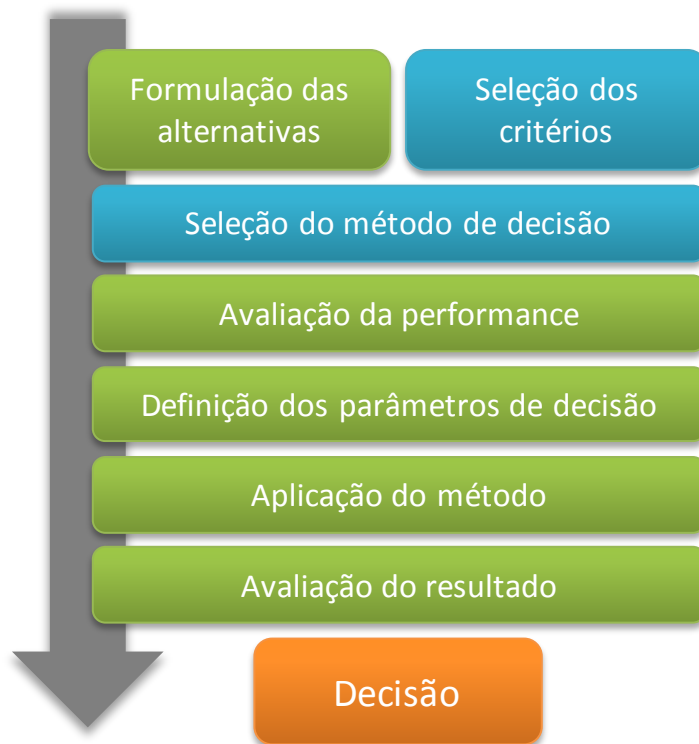 Formulação das
alternativas
Seleção dos
critérios
Seleção do método de decisão
Avaliação da performance
Definição dos parâmetros de decisão
Aplicação do método
Avaliação do resultado
Decisão